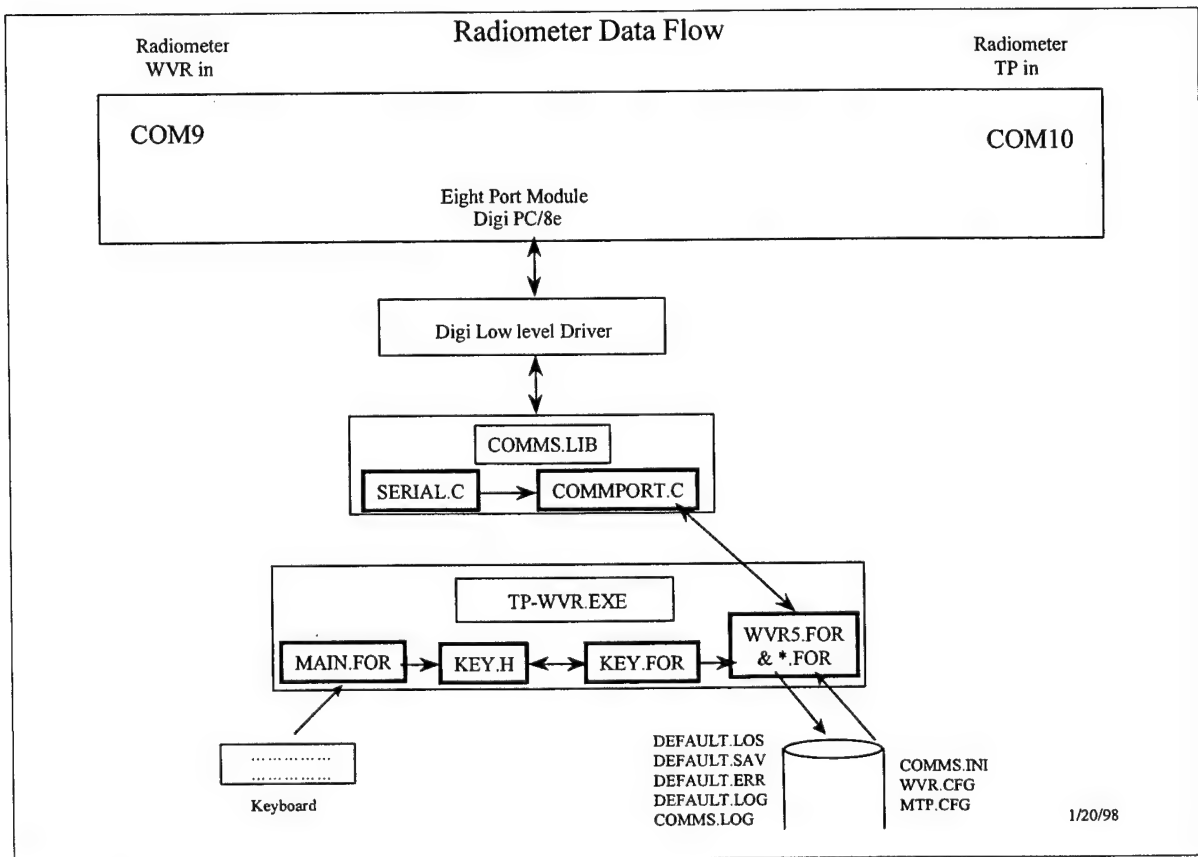 Radiometer Data Flow
Radiometer
WVR in
Radiometer
TP in
COM9
COM10
Eight Port Module
Digi PC/8e
Digi Low level Driver
COMMS.LIB
SERIAL.C
COMMPORT.C
TP-WVR.EXE
MAIN.FOR
KEY.H
KEY.FOR
WVR5.FOR
& *.FOR
Keyboard
DEFAULT.LOS
DEFAULT.SAV
DEFAULT.ERR
DEFAULT.LOG
COMMS.LOG
COMMS.INI
WVR.CFG
MTP.CFG
1/20/98